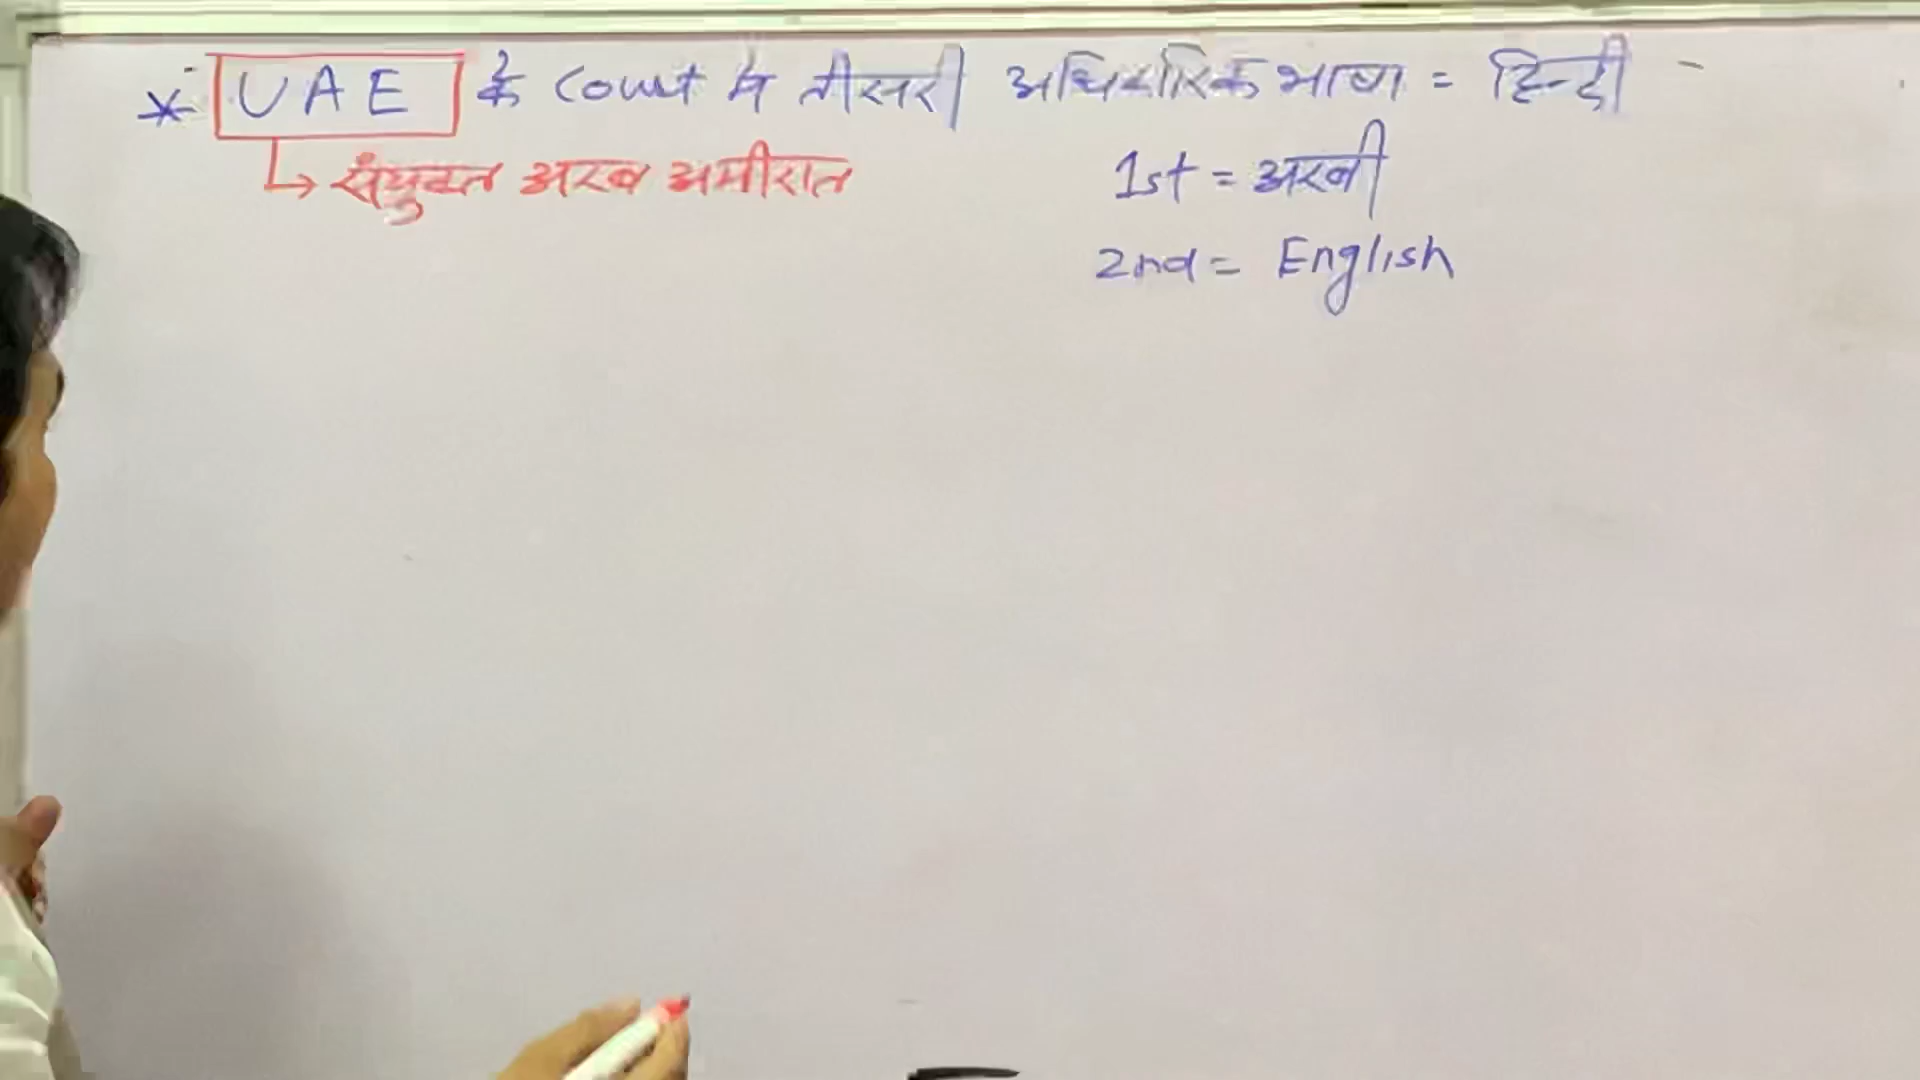 * UAE के Court में तीसरी अधिकारिक भाषा = हिन्दी -
→ संयुक्त अरब अमीरात
1st = अरबी
2nd = English